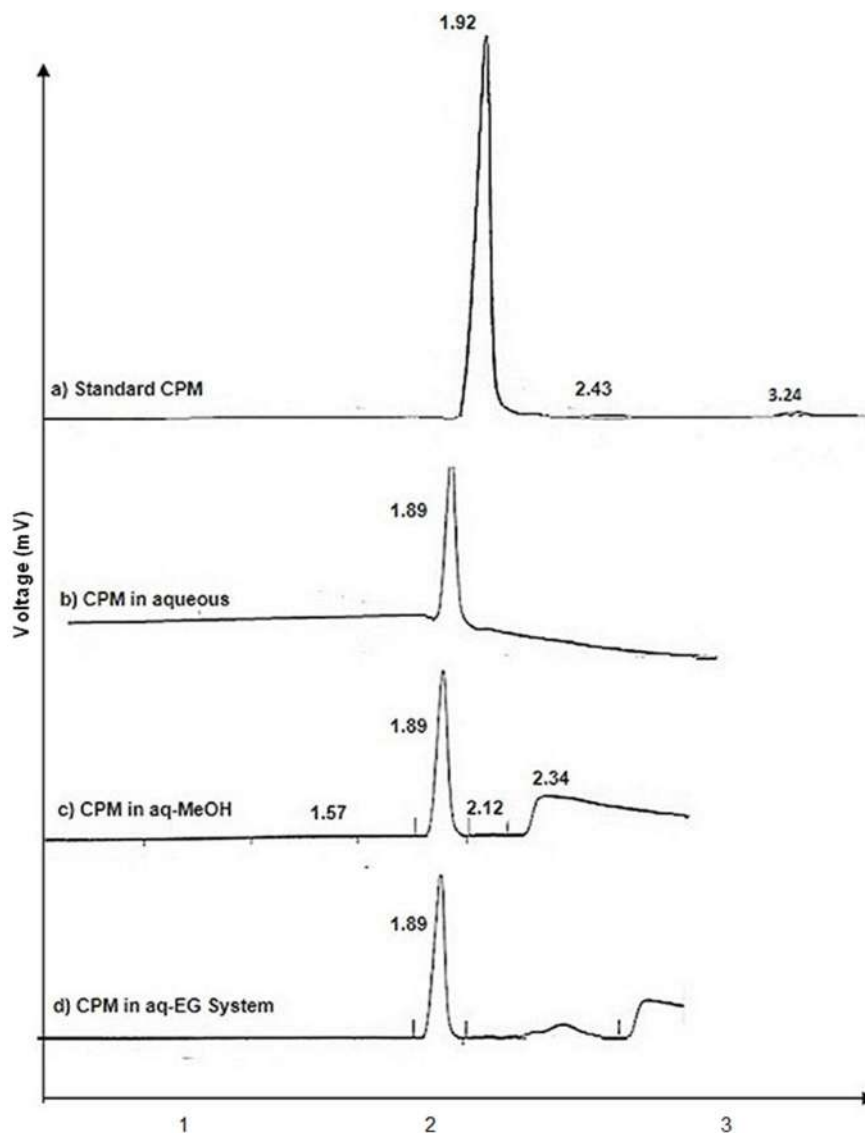 1.92
a) Standard CPM
2.43
3.24
Voltage (mV)
1.89
b) CPM in aqueous
1.89
c) CPM in aq-MeOH
1.57
2.12
2.34
1.89
d) CPM in aq-EG System
1 2 3